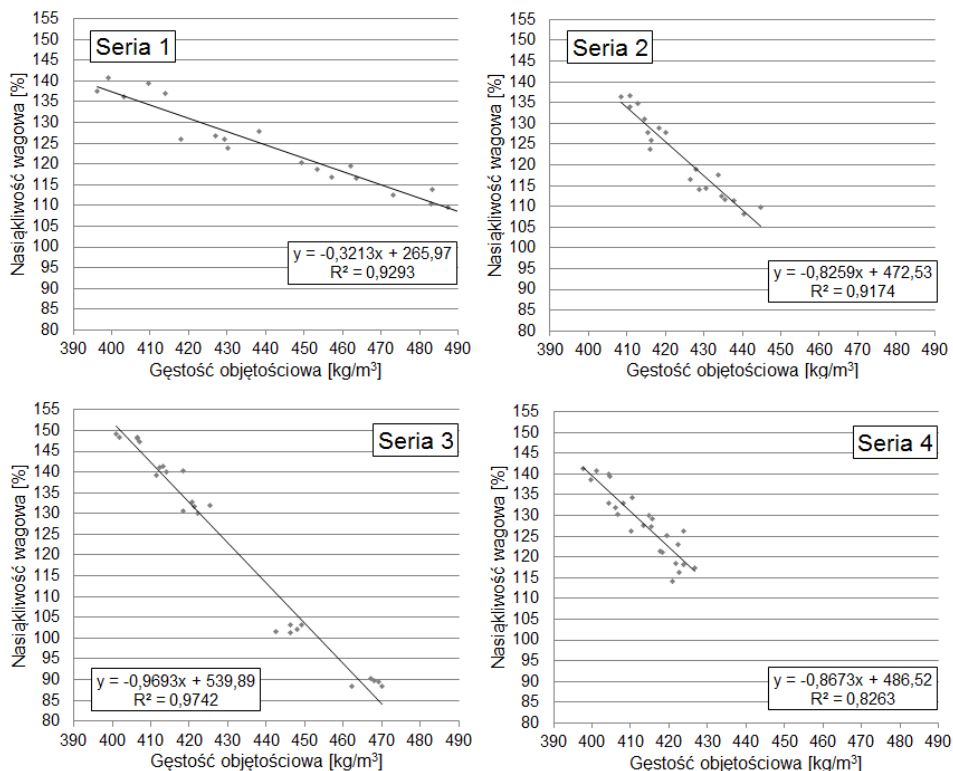 Seria 1
Nasiąkliwość wagowa [%]
155
150
145
140
135
130
125
120
115
110
105
100
95
90
85
80
y = -0,3213x + 265,97
R² = 0,9293
390 400 410 420 430 440 450 460 470 480 490
Gęstość objętościowa [kg/m³]
Seria 2
Nasiąkliwość wagowa [%]
155
150
145
140
135
130
125
120
115
110
105
100
95
90
85
80
y = -0,8259x + 472,53
R² = 0,9174
390 400 410 420 430 440 450 460 470 480 490
Gęstość objętościowa [kg/m³]
Seria 3
Nasiąkliwość wagowa [%]
155
150
145
140
135
130
125
120
115
110
105
100
95
90
85
80
y = -0,9693x + 539,89
R² = 0,9742
390 400 410 420 430 440 450 460 470 480 490
Gęstość objętościowa [kg/m³]
Seria 4
Nasiąkliwość wagowa [%]
155
150
145
140
135
130
125
120
115
110
105
100
95
90
85
80
y = -0,8673x + 486,52
R² = 0,8263
390 400 410 420 430 440 450 460 470 480 490
Gęstość objętościowa [kg/m³]